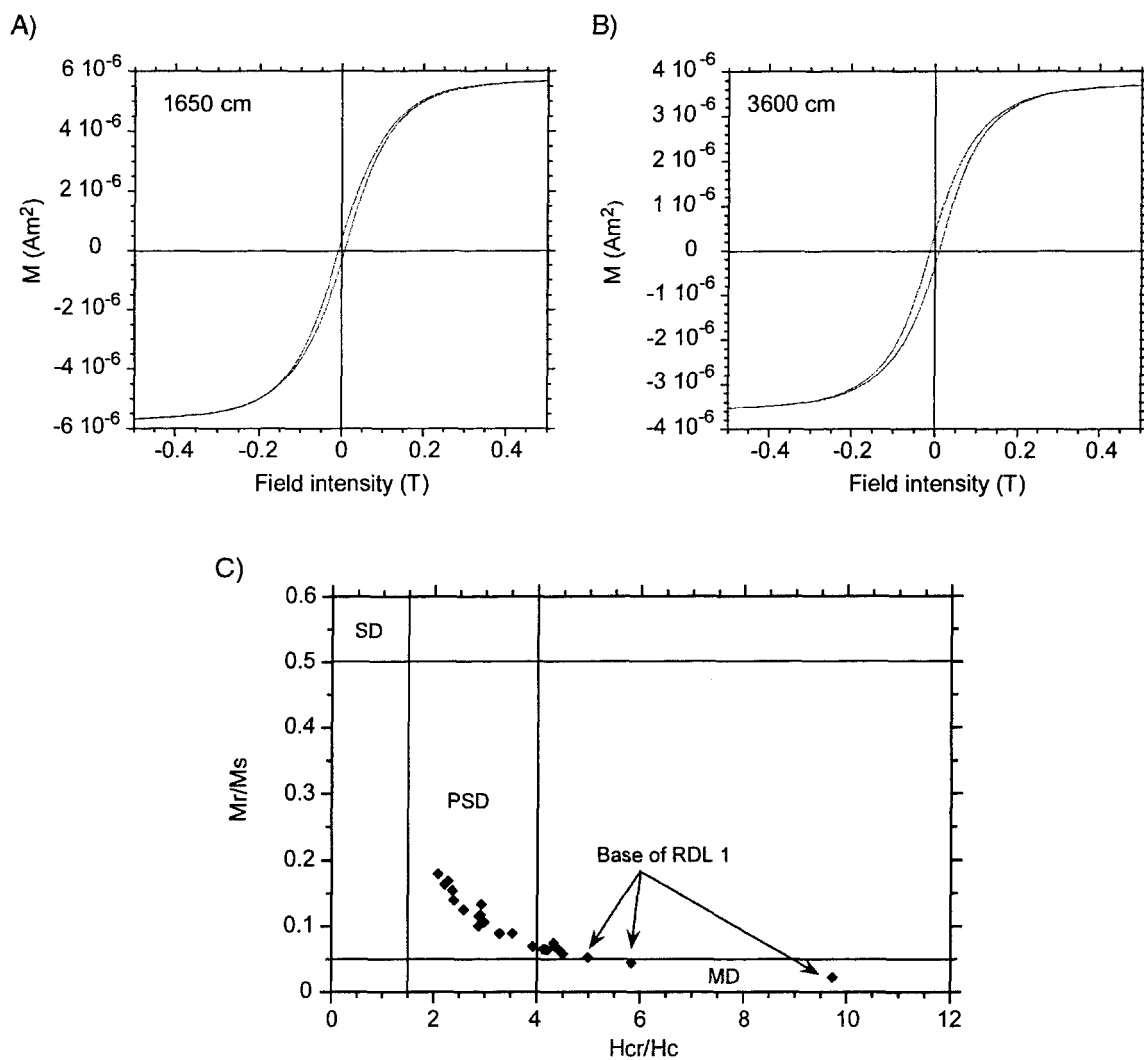 A)
6 10-6
4 10-6
2 10-6
0
-2 10-6
-4 10-6
-6 10-6
M (Am2)
1650 cm
-0.4
-0.2
0
0.2
0.4
Field intensity (T)
B)
4 10-6
3 10-6
2 10-6
1 10-6
0
-1 10-6
-2 10-6
-3 10-6
-4 10-6
M (Am2)
3600 cm
-0.4
-0.2
0
0.2
0.4
Field intensity (T)
C)
0.6
0.5
0.4
0.3
0.2
0.1
0
Mr/Ms
SD
PSD
Base of RDL 1
MD
0
2
4
6
8
10
12
Hcr/Hc